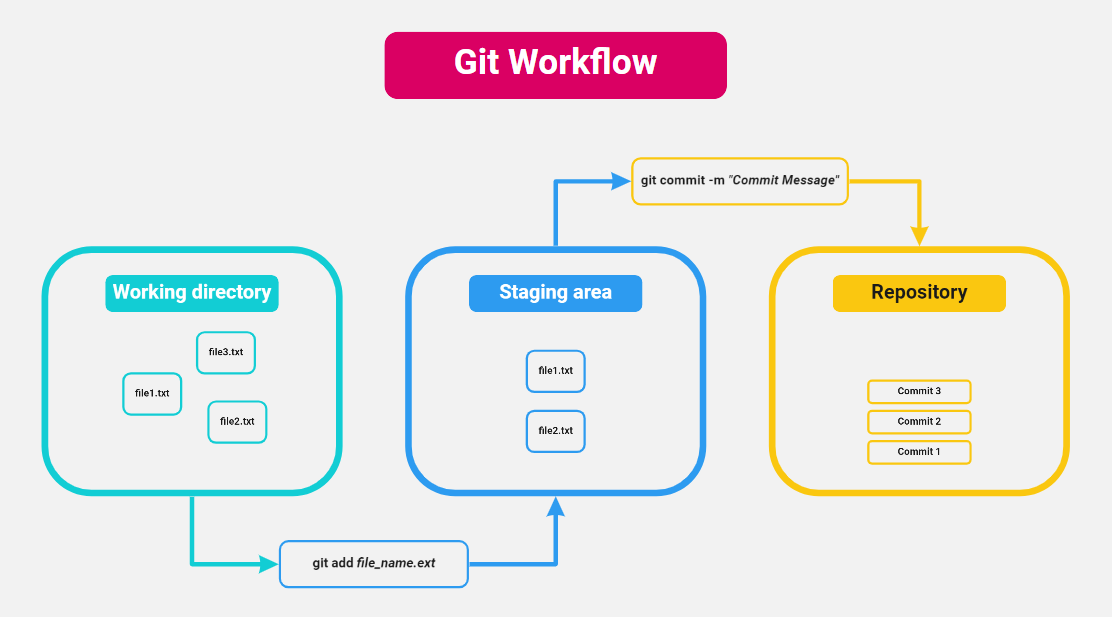 Git Workflow
git commit -m "Commit Message"
Working directory
file3.txt
file1.txt
file2.txt
Staging area
file1.txt
file2.txt
Repository
Commit 3
Commit 2
Commit 1
git add file_name.ext